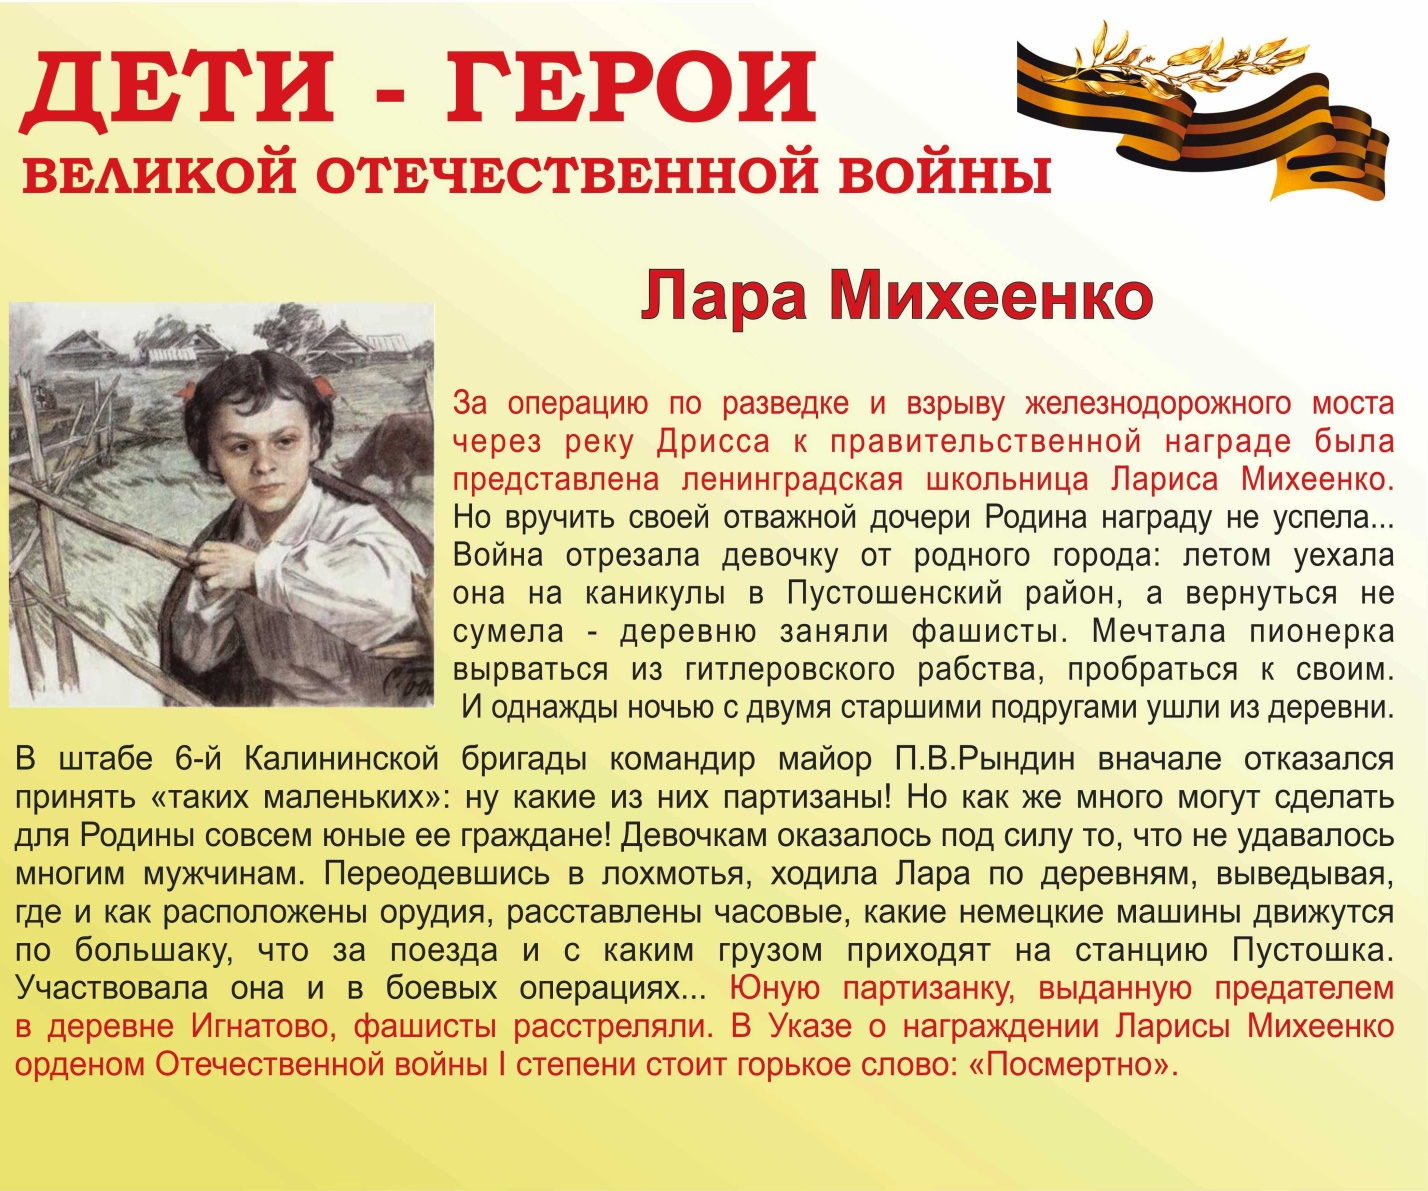 ДЕТИ - ГЕРОИ
ВЕЛИКОЙ ОТЕЧЕСТВЕННОЙ ВОЙНЫ
Лара Михеенко
За операцию по разведке и взрыву железнодорожного моста
через реку Дрисса к правительственной награде была
представлена ленинградская школьница Лариса Михеенко.
Но вручить своей отважной дочери Родина награду не успела...
Война отрезала девочку от родного города: летом уехала
она на каникулы в Пустошенский район, а вернуться не
сумела - деревню заняли фашисты. Мечтала пионерка
вырваться из гитлеровского рабства, пробраться к своим.
И однажды ночью с двумя старшими подругами ушли из деревни.
В штабе 6-й Калининской бригады командир майор П.В.Рындин вначале отказался
принять «таких маленьких»: ну какие из них партизаны! Но как же много могут сделать
для Родины совсем юные ее граждане! Девочкам оказалось под силу то, что не удавалось
многим мужчинам. Переодевшись в лохмотья, ходила Лара по деревням, выведывая,
где и как расположены орудия, расставлены часовые, какие немецкие машины движутся
по большаку, что за поезда и с каким грузом приходят на станцию Пустошка.
Участвовала она и в боевых операциях... Юную партизанку, выданную предателем
в деревне Игнатово, фашисты расстреляли. В Указе о награждении Ларисы Михеенко
орденом Отечественной войны I степени стоит горькое слово: «Посмертно».